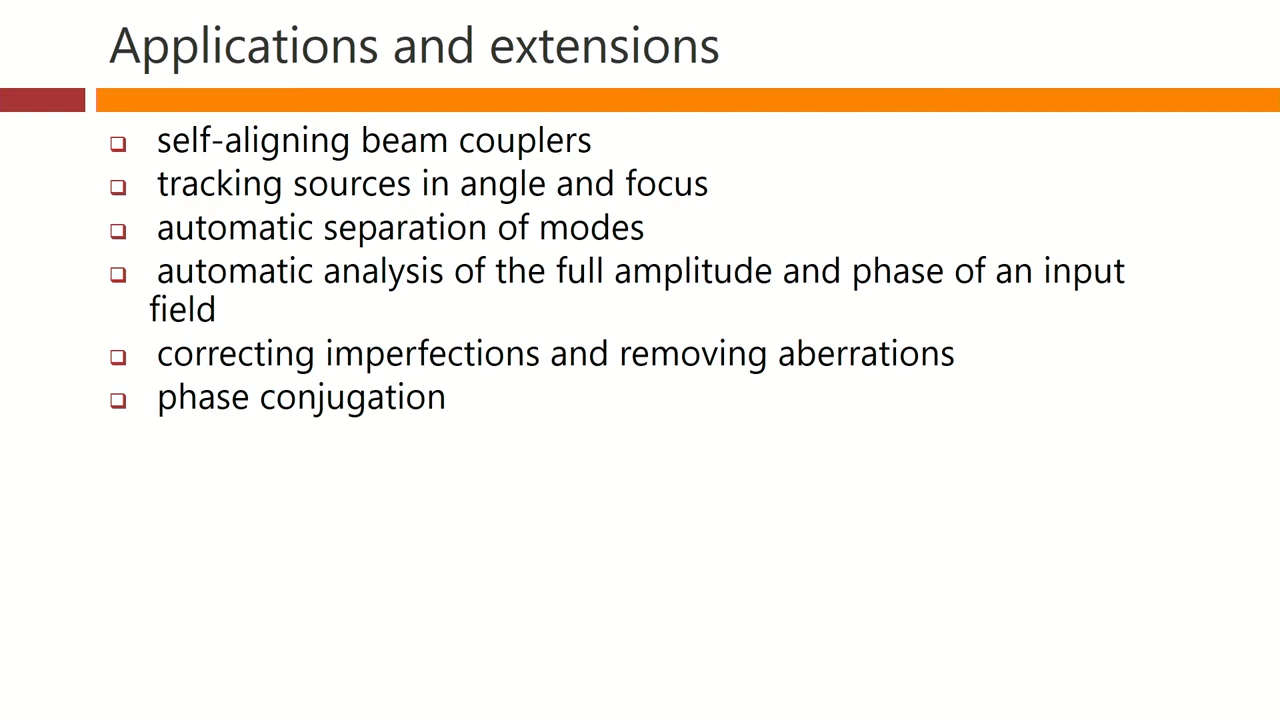 Applications and extensions
self-aligning beam couplers
tracking sources in angle and focus
automatic separation of modes
automatic analysis of the full amplitude and phase of an input
field
correcting imperfections and removing aberrations
phase conjugation